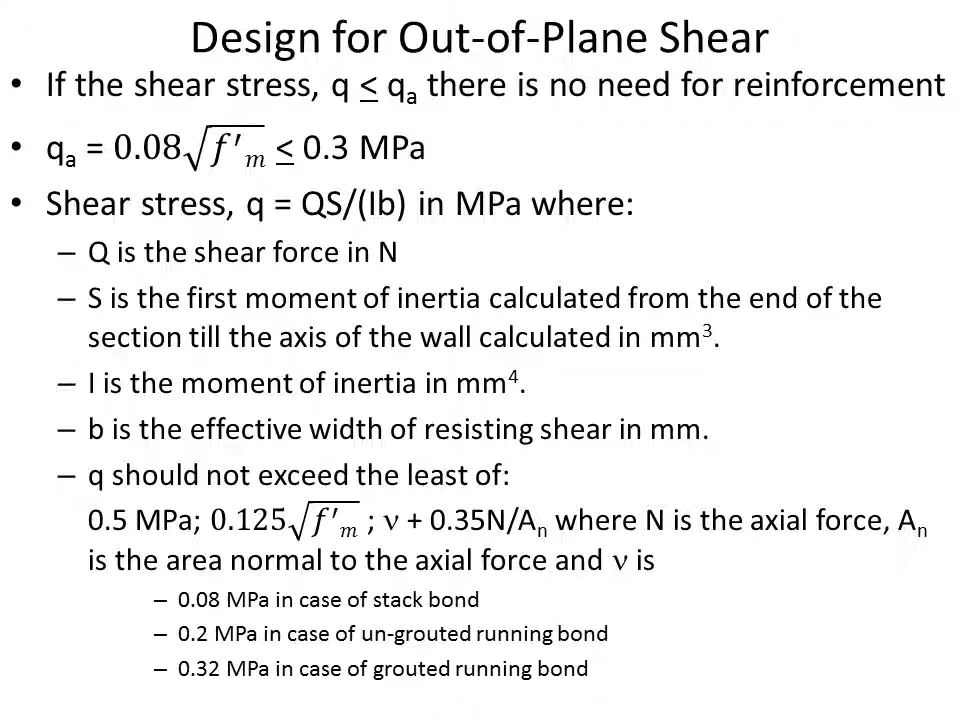 Design for Out-of-Plane Shear
• If the shear stress, q ≤ qₐ there is no need for reinforcement
• qₐ = 0.08√f′ₘ ≤ 0.3 MPa
• Shear stress, q = QS/(Ib) in MPa where:
– Q is the shear force in N
– S is the first moment of inertia calculated from the end of the
section till the axis of the wall calculated in mm³.
– I is the moment of inertia in mm⁴.
– b is the effective width of resisting shear in mm.
– q should not exceed the least of:
0.5 MPa; 0.125√f′ₘ ; ν + 0.35N/Aₙ where N is the axial force, Aₙ
is the area normal to the axial force and ν is
– 0.08 MPa in case of stack bond
– 0.2 MPa in case of un-grouted running bond
– 0.32 MPa in case of grouted running bond